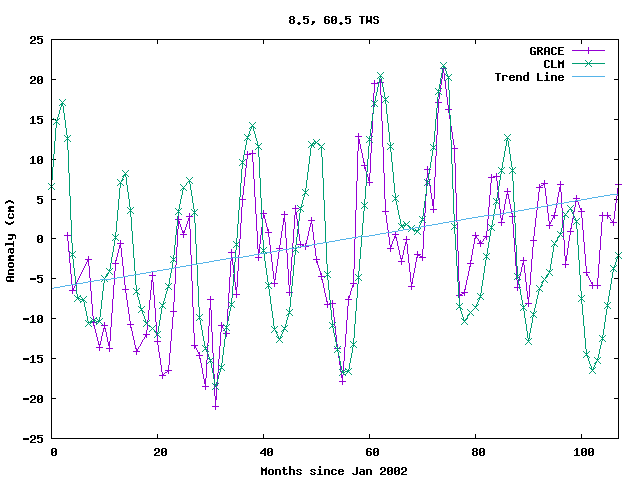 8.5, 60.5 TWS
GRACE
CLM
Trend Line
Anomaly (cm)
25
20
15
10
5
0
-5
-10
-15
-20
-25
0 20 40 60 80 100
Months since Jan 2002